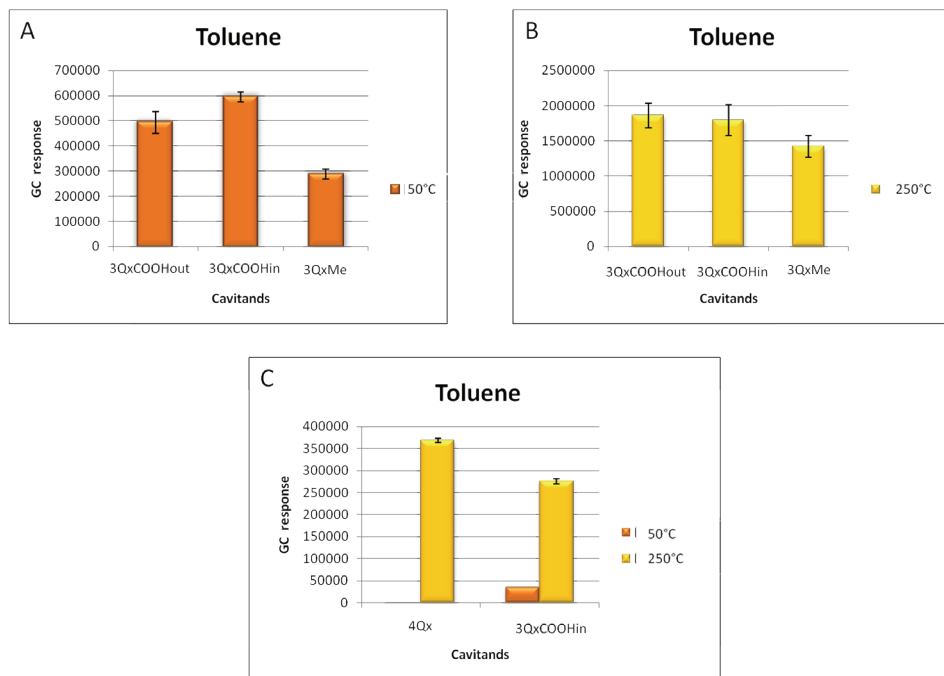 A
Toluene
GC response
700000
600000
500000
400000
300000
200000
100000
0
3QxCOOHout 3QxCOOHin 3QxMe
Cavitands
50°C
B
Toluene
GC response
2500000
2000000
1500000
1000000
500000
0
3QxCOOHout 3QxCOOHin 3QxMe
Cavitands
250°C
C
Toluene
GC response
400000
350000
300000
250000
200000
150000
100000
50000
0
4Qx 3QxCOOHin
Cavitands
50°C
250°C